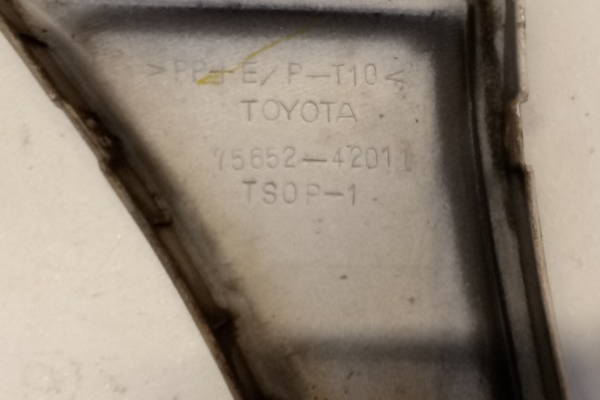 >PP+E/P-T10<
TOYOTA
75652-42011
TSOP-1